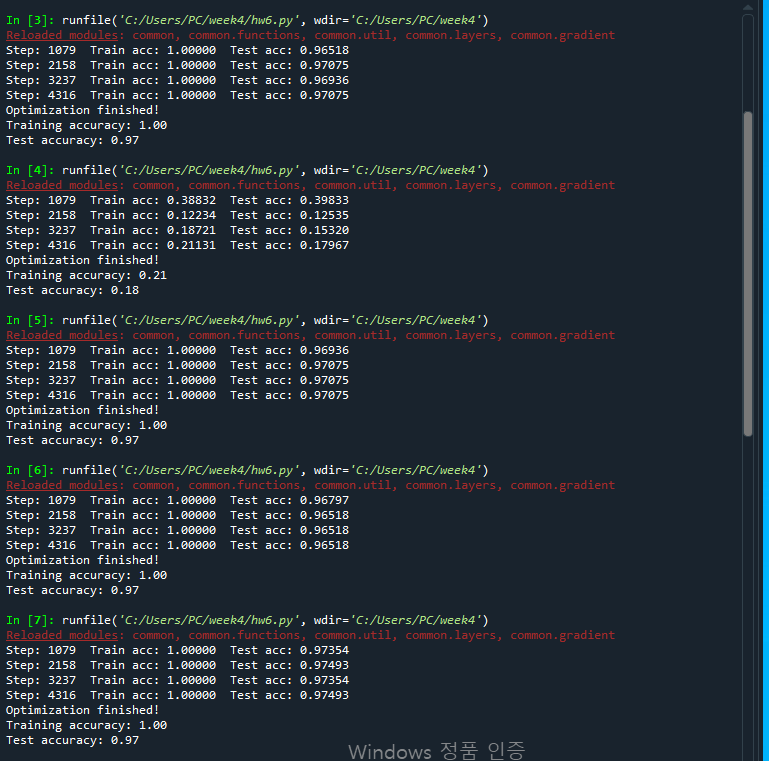 In [3]: runfile('C:/Users/PC/week4/hw6.py', wdir='C:/Users/PC/week4')
Reloaded modules: common, common.functions, common.util, common.layers, common.gradient
Step: 1079  Train acc: 1.00000  Test acc: 0.96518
Step: 2158  Train acc: 1.00000  Test acc: 0.97075
Step: 3237  Train acc: 1.00000  Test acc: 0.96936
Step: 4316  Train acc: 1.00000  Test acc: 0.97075
Optimization finished!
Training accuracy: 1.00
Test accuracy: 0.97
In [4]: runfile('C:/Users/PC/week4/hw6.py', wdir='C:/Users/PC/week4')
Reloaded modules: common, common.functions, common.util, common.layers, common.gradient
Step: 1079  Train acc: 0.38832  Test acc: 0.39833
Step: 2158  Train acc: 0.12234  Test acc: 0.12535
Step: 3237  Train acc: 0.18721  Test acc: 0.15320
Step: 4316  Train acc: 0.21131  Test acc: 0.17967
Optimization finished!
Training accuracy: 0.21
Test accuracy: 0.18
In [5]: runfile('C:/Users/PC/week4/hw6.py', wdir='C:/Users/PC/week4')
Reloaded modules: common, common.functions, common.util, common.layers, common.gradient
Step: 1079  Train acc: 1.00000  Test acc: 0.96936
Step: 2158  Train acc: 1.00000  Test acc: 0.97075
Step: 3237  Train acc: 1.00000  Test acc: 0.97075
Step: 4316  Train acc: 1.00000  Test acc: 0.97075
Optimization finished!
Training accuracy: 1.00
Test accuracy: 0.97
In [6]: runfile('C:/Users/PC/week4/hw6.py', wdir='C:/Users/PC/week4')
Reloaded modules: common, common.functions, common.util, common.layers, common.gradient
Step: 1079  Train acc: 1.00000  Test acc: 0.96797
Step: 2158  Train acc: 1.00000  Test acc: 0.96518
Step: 3237  Train acc: 1.00000  Test acc: 0.96518
Step: 4316  Train acc: 1.00000  Test acc: 0.96518
Optimization finished!
Training accuracy: 1.00
Test accuracy: 0.97
In [7]: runfile('C:/Users/PC/week4/hw6.py', wdir='C:/Users/PC/week4')
Reloaded modules: common, common.functions, common.util, common.layers, common.gradient
Step: 1079  Train acc: 1.00000  Test acc: 0.97354
Step: 2158  Train acc: 1.00000  Test acc: 0.97493
Step: 3237  Train acc: 1.00000  Test acc: 0.97354
Step: 4316  Train acc: 1.00000  Test acc: 0.97493
Optimization finished!
Training accuracy: 1.00
Test accuracy: 0.97
Windows 정품 인증